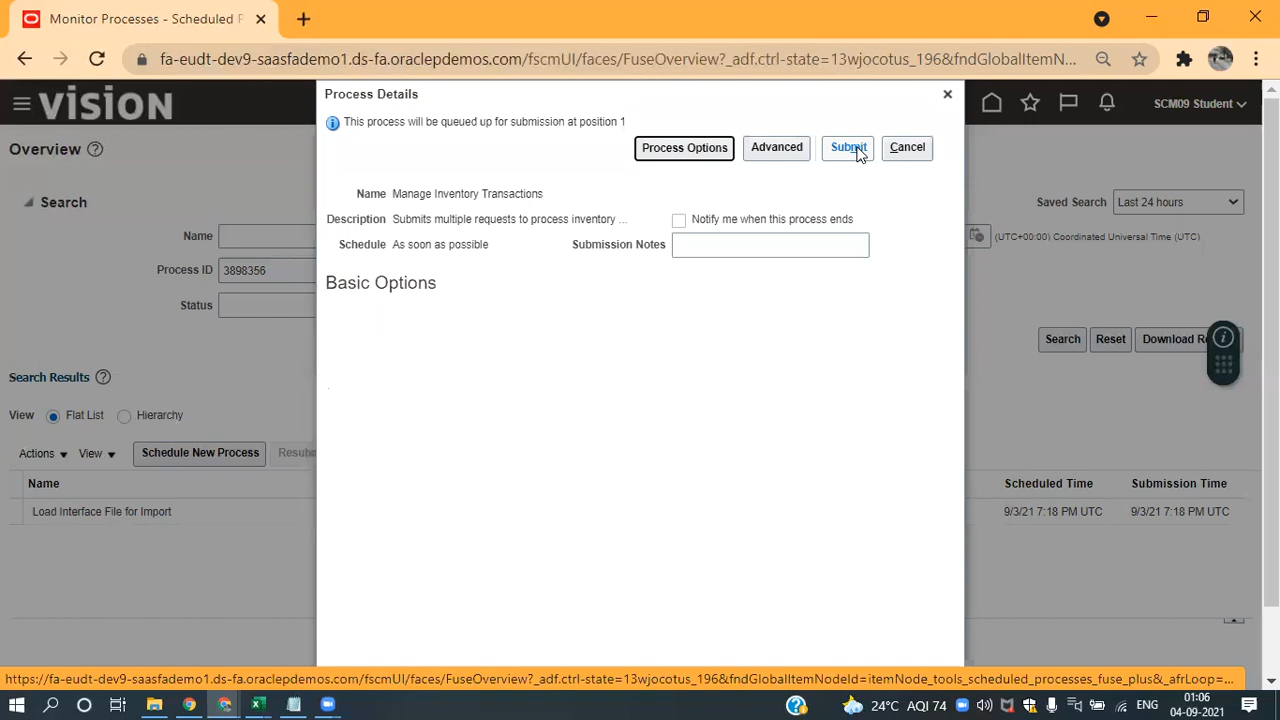 Monitor Processes - Scheduled P
fa-eudt-dev9-saasfademo1.ds-fa.oraclepdemos.com/fscmUI/faces/FuseOverview?_adf.ctrl-state=13wjocotus_196&fndGlobalItemN...
vision
SCM09 Student
Overview
Process Details
This process will be queued up for submission at position 1
Process Options
Advanced
Submit
Cancel
Search
Name Manage Inventory Transactions
Description Submits multiple requests to process inventory ...
Notify me when this process ends
Schedule As soon as possible
Submission Notes
Basic Options
Saved Search Last 24 hours
Name
(UTC+00:00) Coordinated Universal Time (UTC)
Process ID 3898356
Status
Search
Reset
Download Re
Search Results
View Flat List Hierarchy
Actions View Schedule New Process Resub
Name Scheduled Time Submission Time
Load Interface File for Import 9/3/21 7:18 PM UTC 9/3/21 7:18 PM UTC
https://fa-eudt-dev9-saasfademo1.ds-fa.oraclepdemos.com/fscmUI/faces/FuseOverview?_adf.ctrl-state=13wjocotus_196&fndGlobalItemNodeId=itemNode_tools_scheduled_processes_fuse_plus&_afrLoop=...
24°C AQI 74
ENG
01:06
04-09-2021